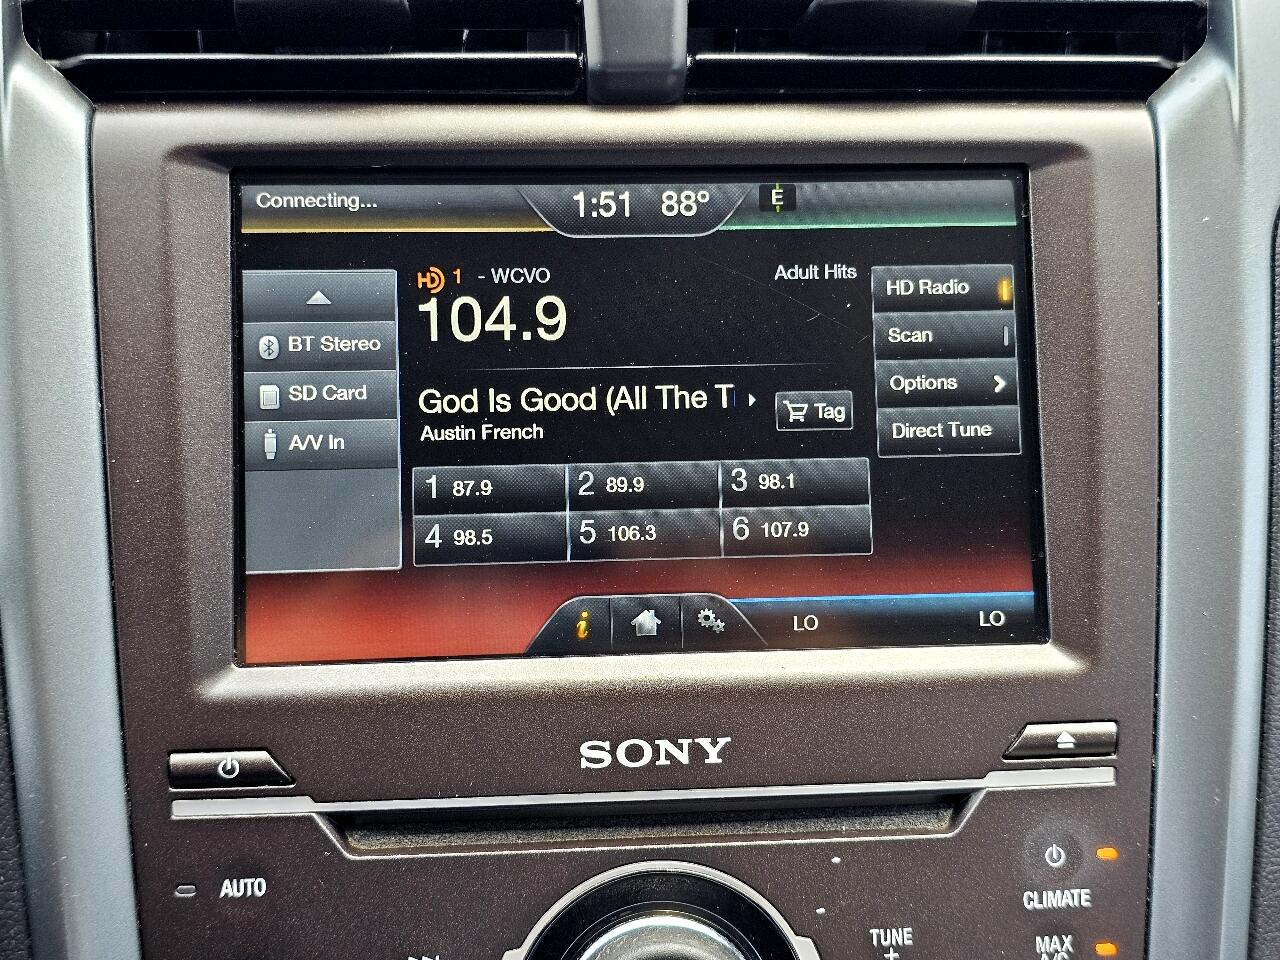 Connecting...
1:51 88°
E
HD 1 - WCVO
Adult Hits
104.9
God Is Good (All The T
Austin French
Tag
BT Stereo
SD Card
A/V In
HD Radio
Scan
Options
Direct Tune
1 87.9
2 89.9
3 98.1
4 98.5
5 106.3
6 107.9
i
LO
LO
SONY
AUTO
CLIMATE
TUNE
+
MAX
A/C